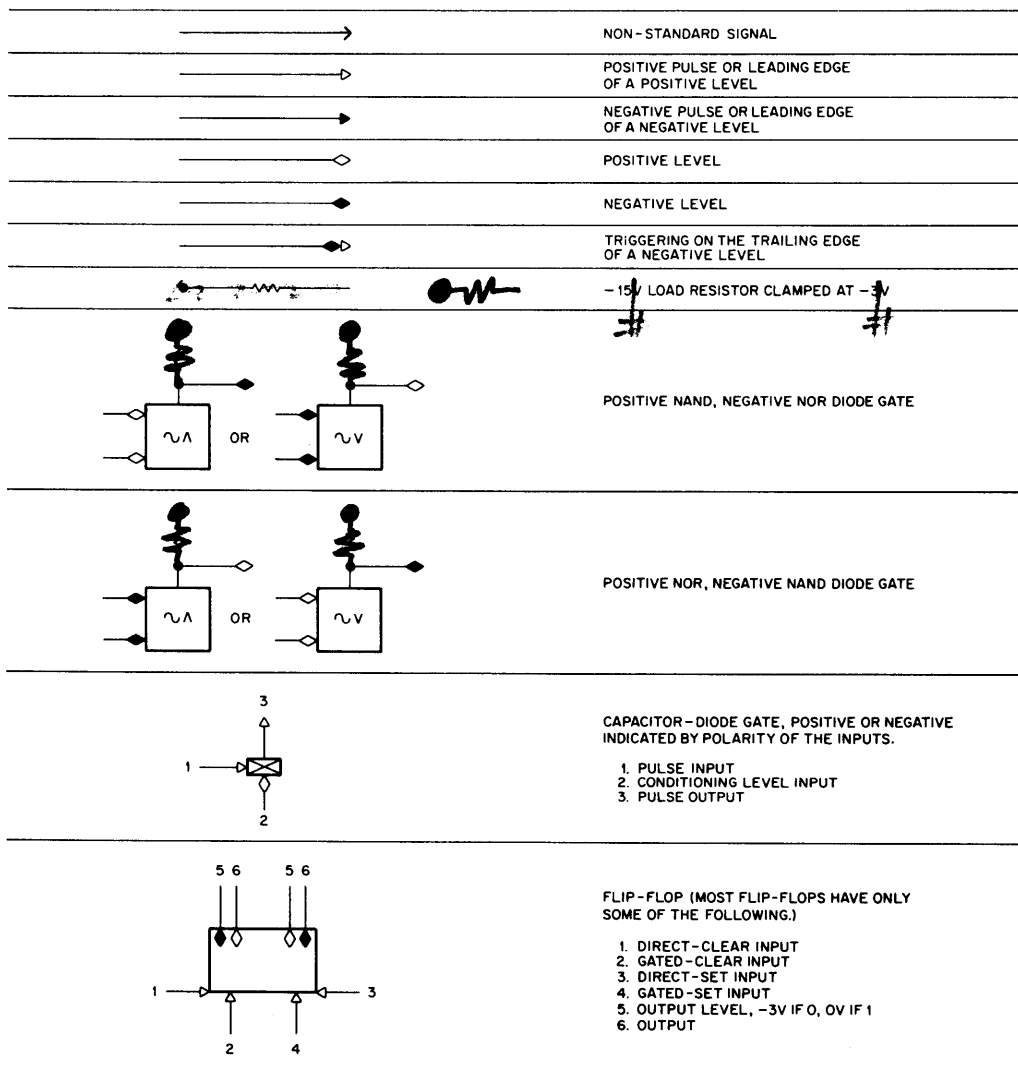 NON-STANDARD SIGNAL
POSITIVE PULSE OR LEADING EDGE
OF A POSITIVE LEVEL
NEGATIVE PULSE OR LEADING EDGE
OF A NEGATIVE LEVEL
POSITIVE LEVEL
NEGATIVE LEVEL
TRIGGERING ON THE TRAILING EDGE
OF A NEGATIVE LEVEL
-15V LOAD RESISTOR CLAMPED AT -3V
∿∧ OR ∿∨
POSITIVE NAND, NEGATIVE NOR DIODE GATE
∿∧ OR ∿∨
POSITIVE NOR, NEGATIVE NAND DIODE GATE
3
1
2
CAPACITOR-DIODE GATE, POSITIVE OR NEGATIVE
INDICATED BY POLARITY OF THE INPUTS.
1. PULSE INPUT
2. CONDITIONING LEVEL INPUT
3. PULSE OUTPUT
5 6 5 6
1 3
2 4
FLIP-FLOP (MOST FLIP-FLOPS HAVE ONLY
SOME OF THE FOLLOWING.)
1. DIRECT-CLEAR INPUT
2. GATED-CLEAR INPUT
3. DIRECT-SET INPUT
4. GATED-SET INPUT
5. OUTPUT LEVEL, -3V IF 0, 0V IF 1
6. OUTPUT